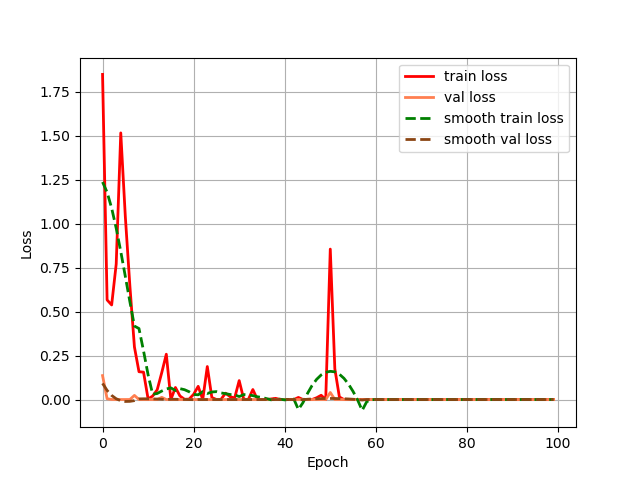 train loss
val loss
smooth train loss
smooth val loss
1.75
1.50
1.25
1.00
0.75
0.50
0.25
0.00
Loss
0 20 40 60 80 100
Epoch